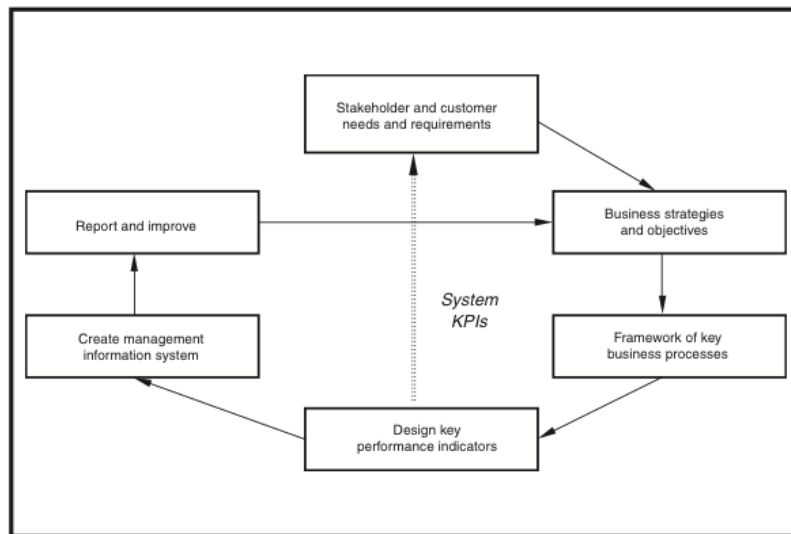 Stakeholder and customer
needs and requirements
Report and improve
Business strategies
and objectives
System
KPIs
Create management
information system
Framework of key
business processes
Design key
performance indicators